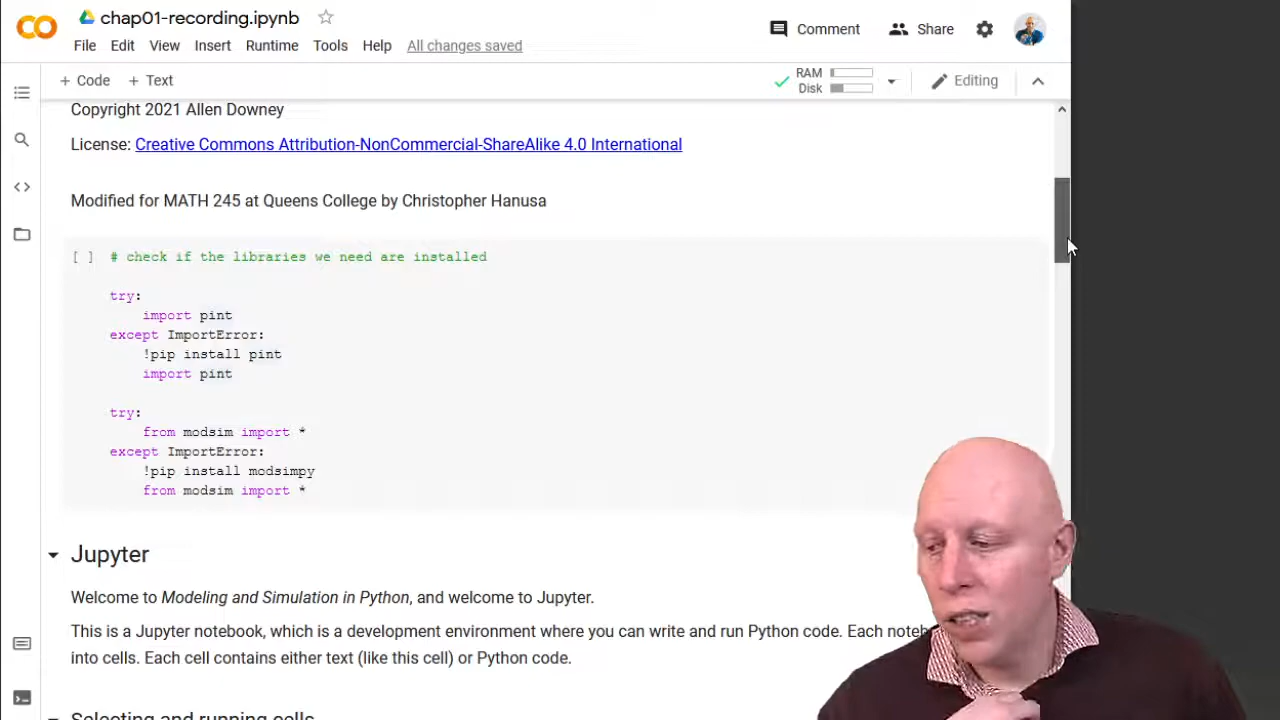 chap01-recording.ipynb
Comment
Share
File Edit View Insert Runtime Tools Help All changes saved
+ Code + Text
RAM
Disk
Editing
Copyright 2021 Allen Downey
License: Creative Commons Attribution-NonCommercial-ShareAlike 4.0 International
Modified for MATH 245 at Queens College by Christopher Hanusa
[ ] # check if the libraries we need are installed
try:
import pint
except ImportError:
!pip install pint
import pint
try:
from modsim import *
except ImportError:
!pip install modsimpy
from modsim import *
Jupyter
Welcome to Modeling and Simulation in Python, and welcome to Jupyter.
This is a Jupyter notebook, which is a development environment where you can write and run Python code. Each
into cells. Each cell contains either text (like this cell) or Python code.
Selecting and running cells